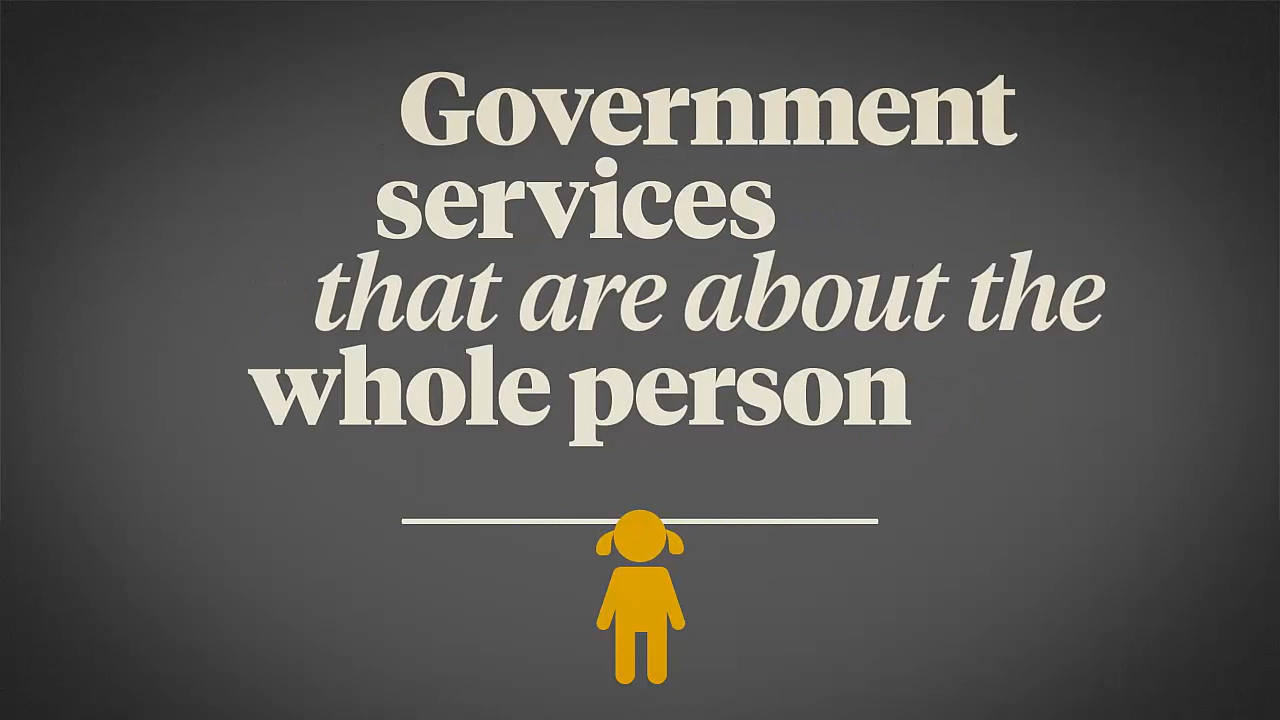 Government
services
that are about the
whole person